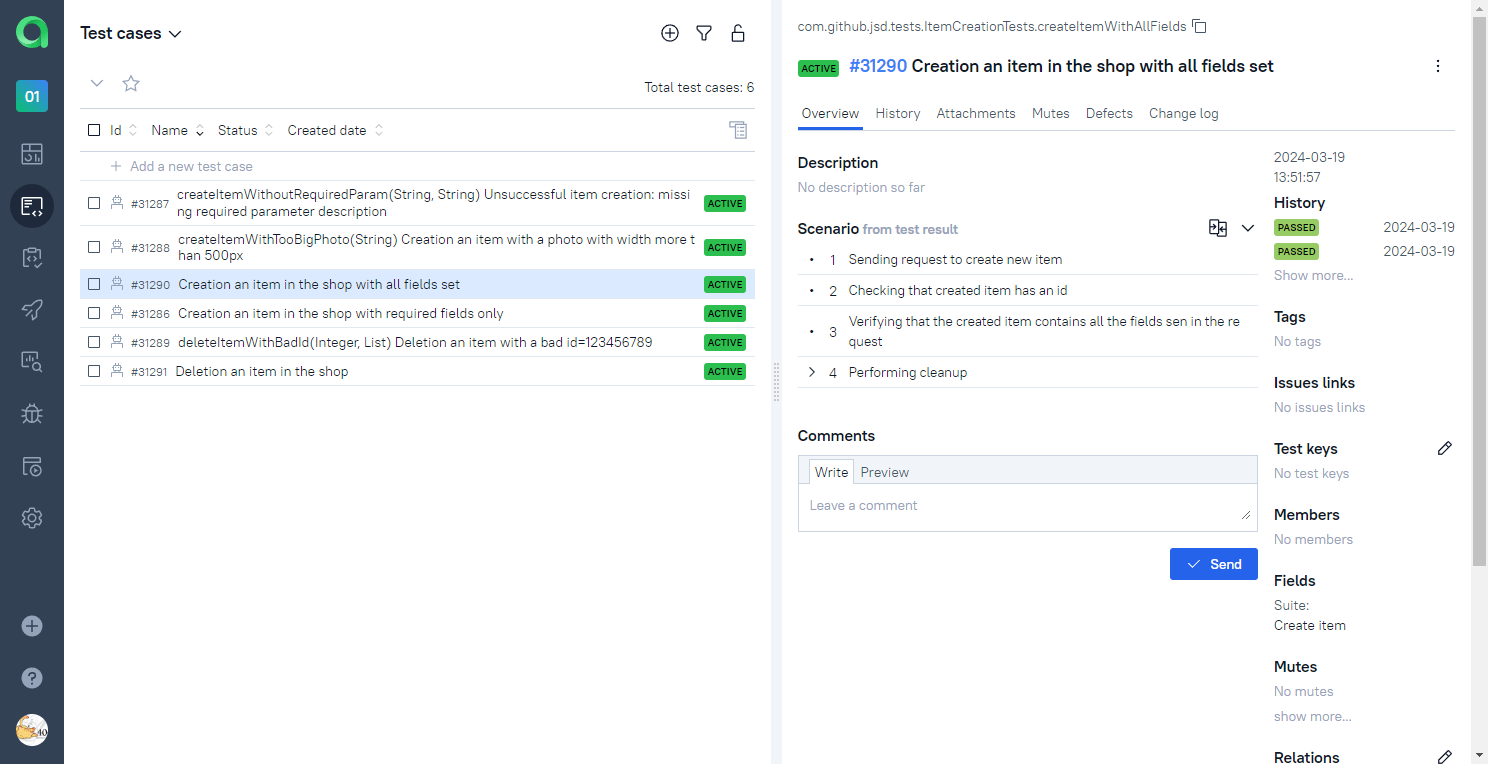 Test cases
Total test cases: 6
Id Name Status Created date
Add a new test case
#31287 createItemWithoutRequiredParam(String, String) Unsuccessful item creation: missi
ng required parameter description ACTIVE
#31288 createItemWithTooBigPhoto(String) Creation an item with a photo with width more t
han 500px ACTIVE
#31290 Creation an item in the shop with all fields set ACTIVE
#31286 Creation an item in the shop with required fields only ACTIVE
#31289 deleteItemWithBadId(Integer, List) Deletion an item with a bad id=123456789 ACTIVE
#31291 Deletion an item in the shop ACTIVE
01
40
com.github.jsd.tests.ItemCreationTests.createItemWithAllFields
ACTIVE #31290 Creation an item in the shop with all fields set
Overview History Attachments Mutes Defects Change log
Description
No description so far
Scenario from test result
1 Sending request to create new item
2 Checking that created item has an id
3 Verifying that the created item contains all the fields sen in the re
quest
4 Performing cleanup
Comments
Write Preview
Leave a comment
Send
2024-03-19
13:51:57
History
PASSED 2024-03-19
PASSED 2024-03-19
Show more...
Tags
No tags
Issues links
No issues links
Test keys
No test keys
Members
No members
Fields
Suite:
Create item
Mutes
No mutes
show more...
Relations